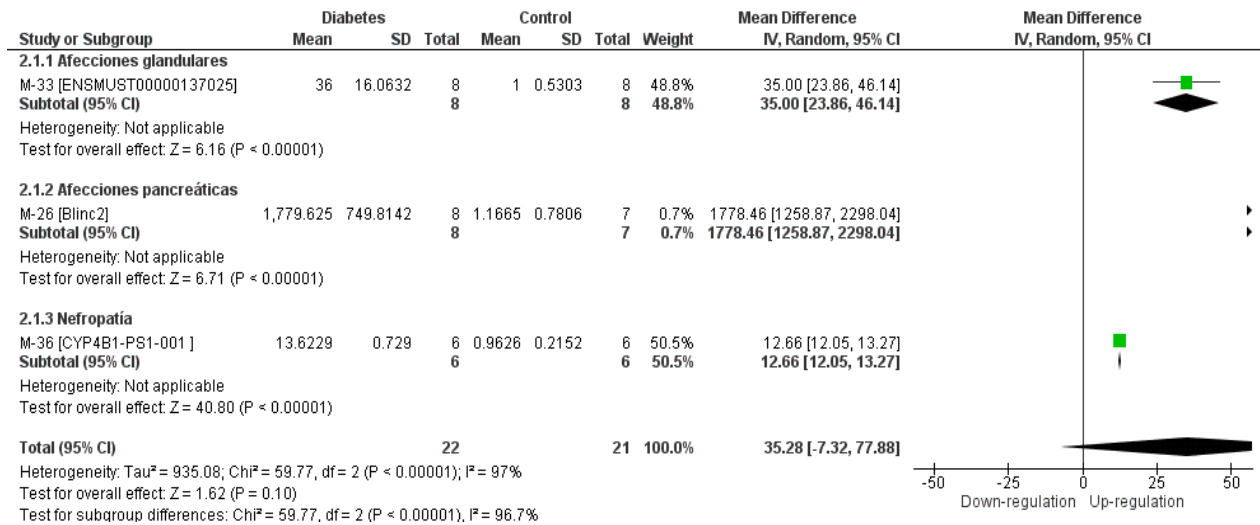 Diabetes Control Mean Difference Mean Difference
Study or Subgroup Mean SD Total Mean SD Total Weight IV, Random, 95% CI IV, Random, 95% CI
2.1.1 Afecciones glandulares
M-33 [ENSMUST00000137025] 36 16.0632 8 1 0.5303 8 48.8% 35.00 [23.86, 46.14]
Subtotal (95% CI) 8 8 48.8% 35.00 [23.86, 46.14]
Heterogeneity: Not applicable
Test for overall effect: Z = 6.16 (P < 0.00001)
2.1.2 Afecciones pancreáticas
M-26 [Blinc2] 1,779.625 749.8142 8 1.1665 0.7806 7 0.7% 1778.46 [1258.87, 2298.04]
Subtotal (95% CI) 8 7 0.7% 1778.46 [1258.87, 2298.04]
Heterogeneity: Not applicable
Test for overall effect: Z = 6.71 (P < 0.00001)
2.1.3 Nefropatía
M-36 [CYP4B1-PS1-001 ] 13.6229 0.729 6 0.9626 0.2152 6 50.5% 12.66 [12.05, 13.27]
Subtotal (95% CI) 6 6 50.5% 12.66 [12.05, 13.27]
Heterogeneity: Not applicable
Test for overall effect: Z = 40.80 (P < 0.00001)
Total (95% CI) 22 21 100.0% 35.28 [-7.32, 77.88]
Heterogeneity: Tau² = 935.08; Chi² = 59.77, df = 2 (P < 0.00001); I² = 97%
Test for overall effect: Z = 1.62 (P = 0.10)
Test for subgroup differences: Chi² = 59.77, df = 2 (P < 0.00001), I² = 96.7%
-50 -25 0 25 50
Down-regulation Up-regulation